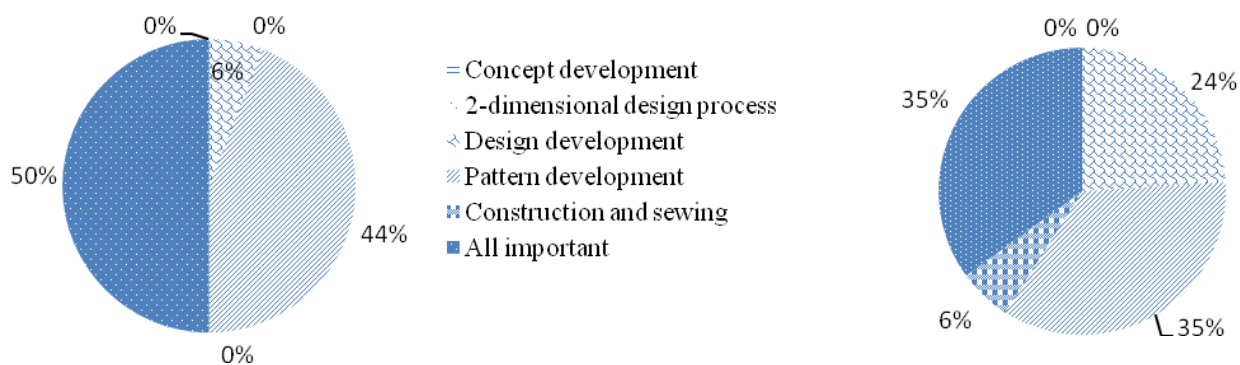 0%
0%
6%
50%
44%
0%
Concept development
2-dimensional design process
Design development
Pattern development
Construction and sewing
All important
0%
0%
24%
35%
6%
35%